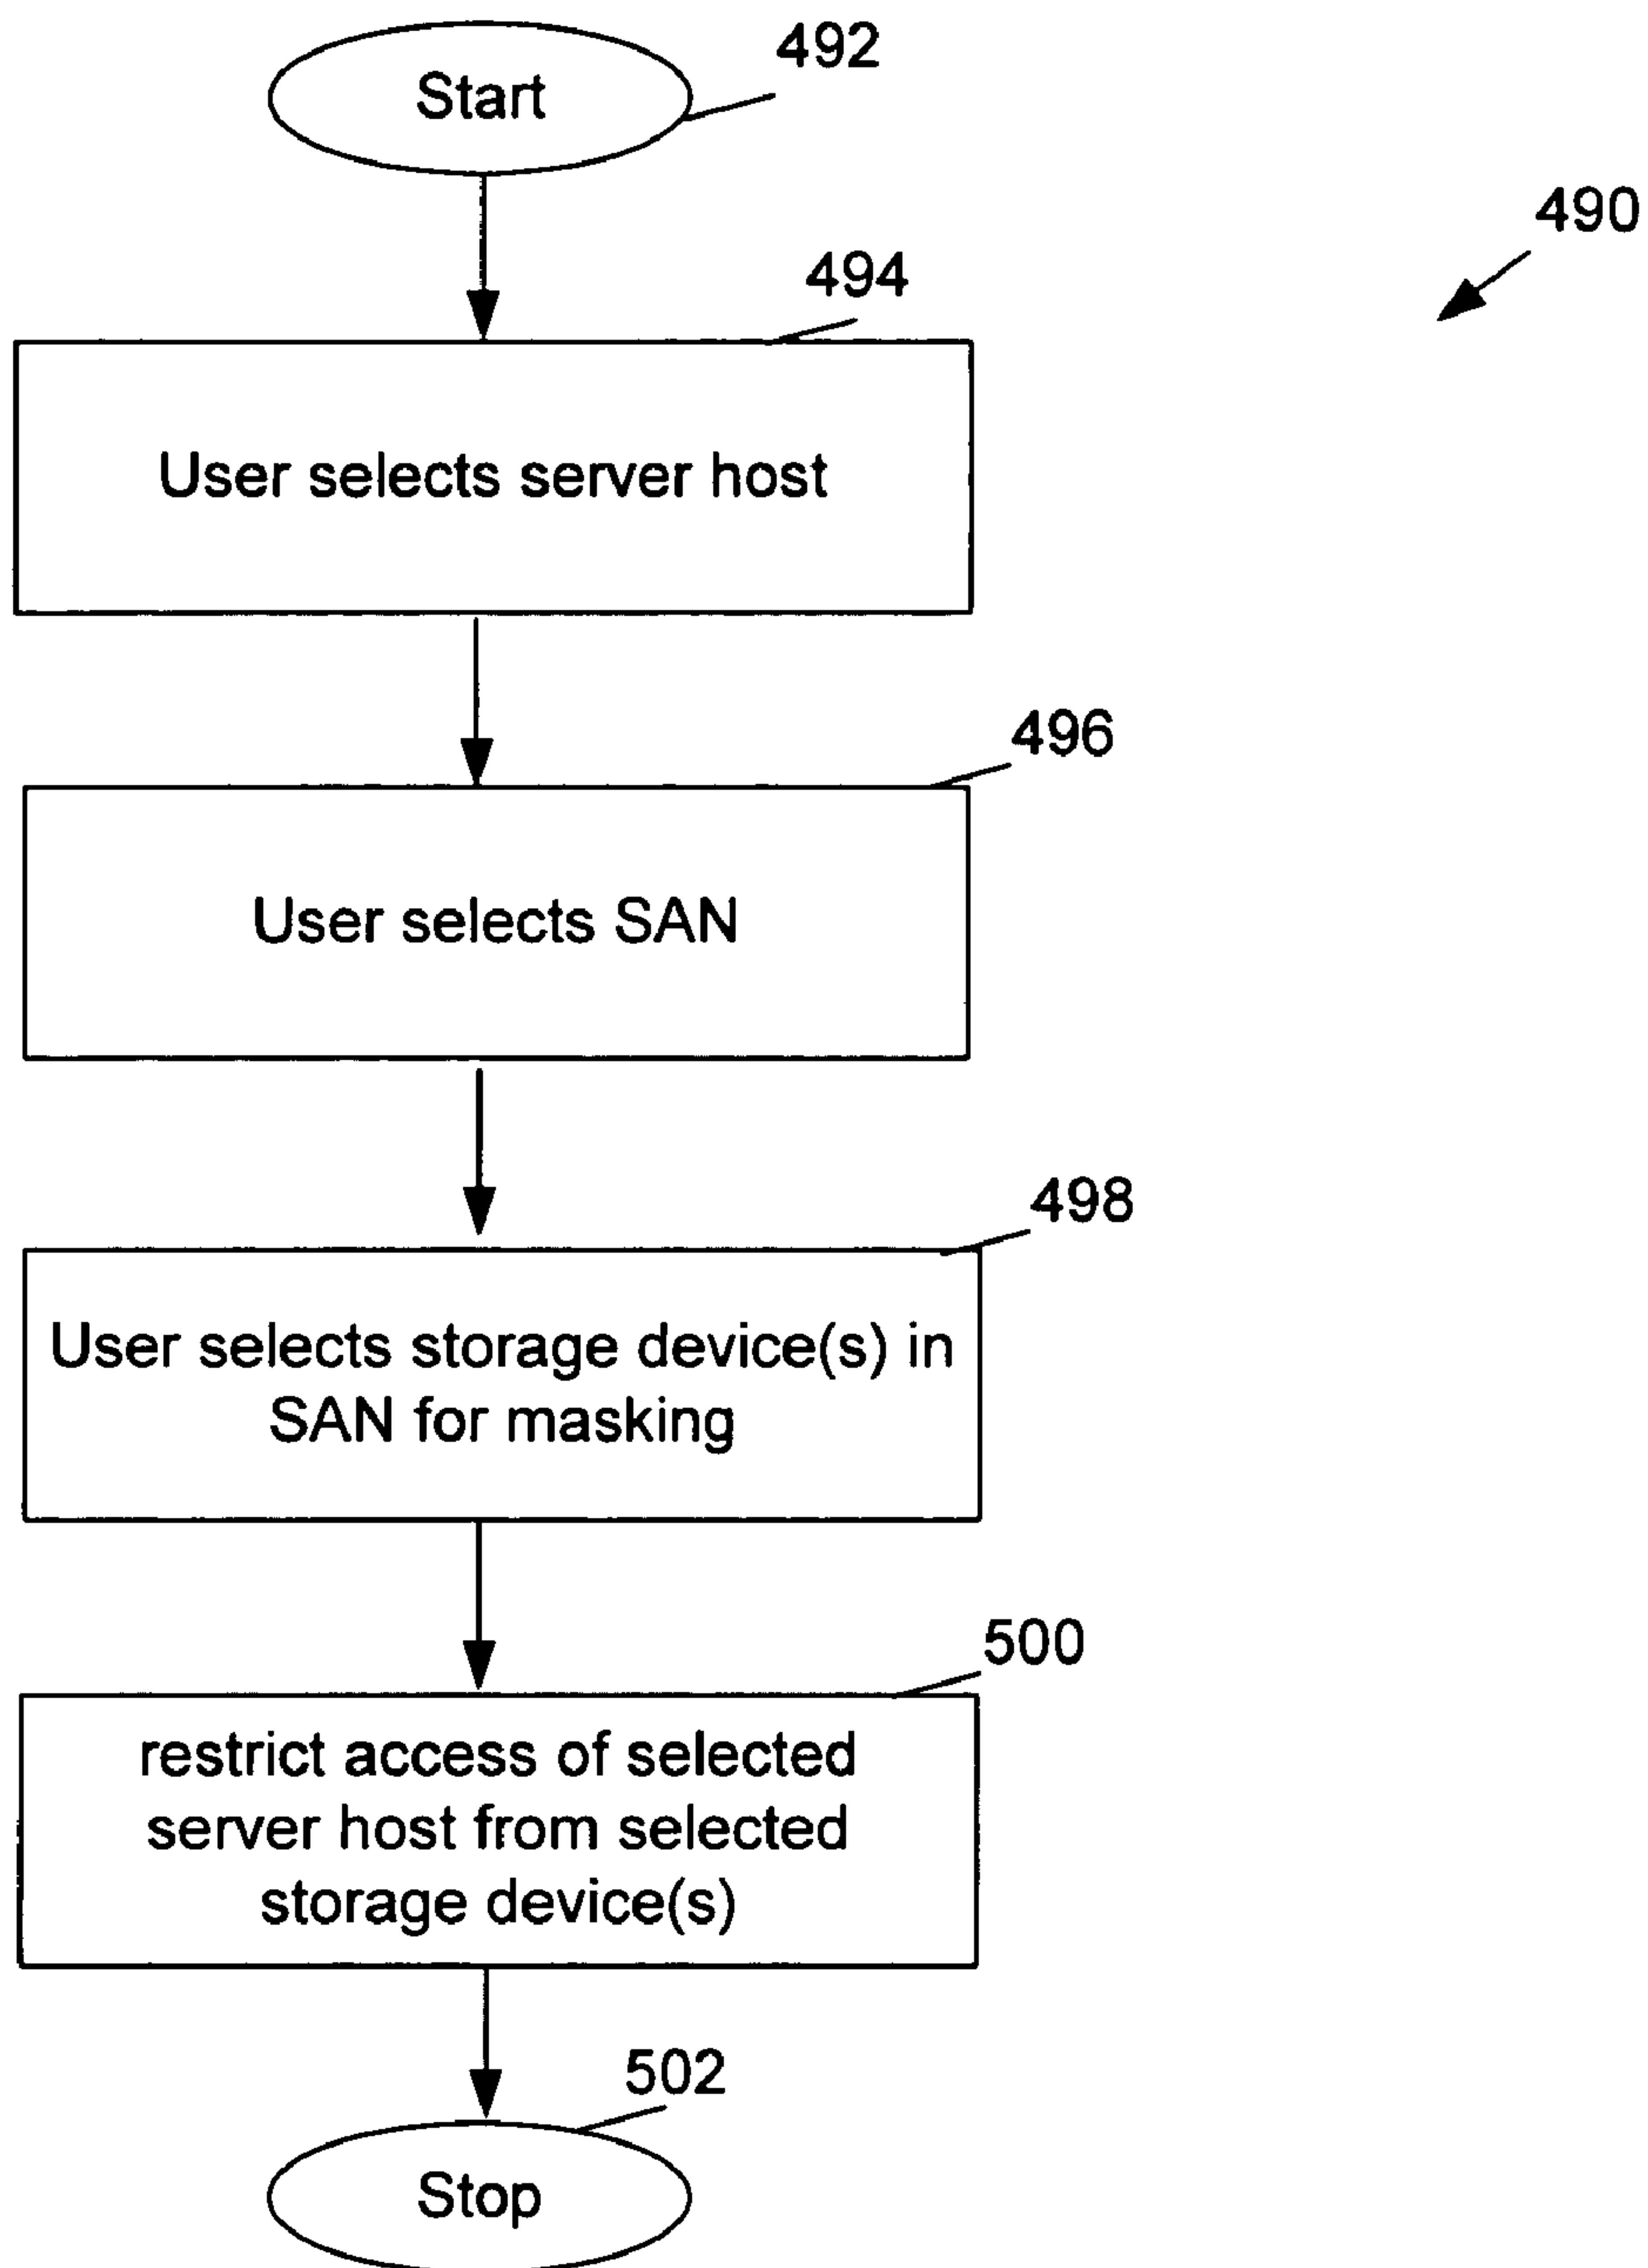 492
Start
490
494
User selects server host
496
User selects SAN
498
User selects storage device(s) in
SAN for masking
500
restrict access of selected
server host from selected
storage device(s)
502
Stop